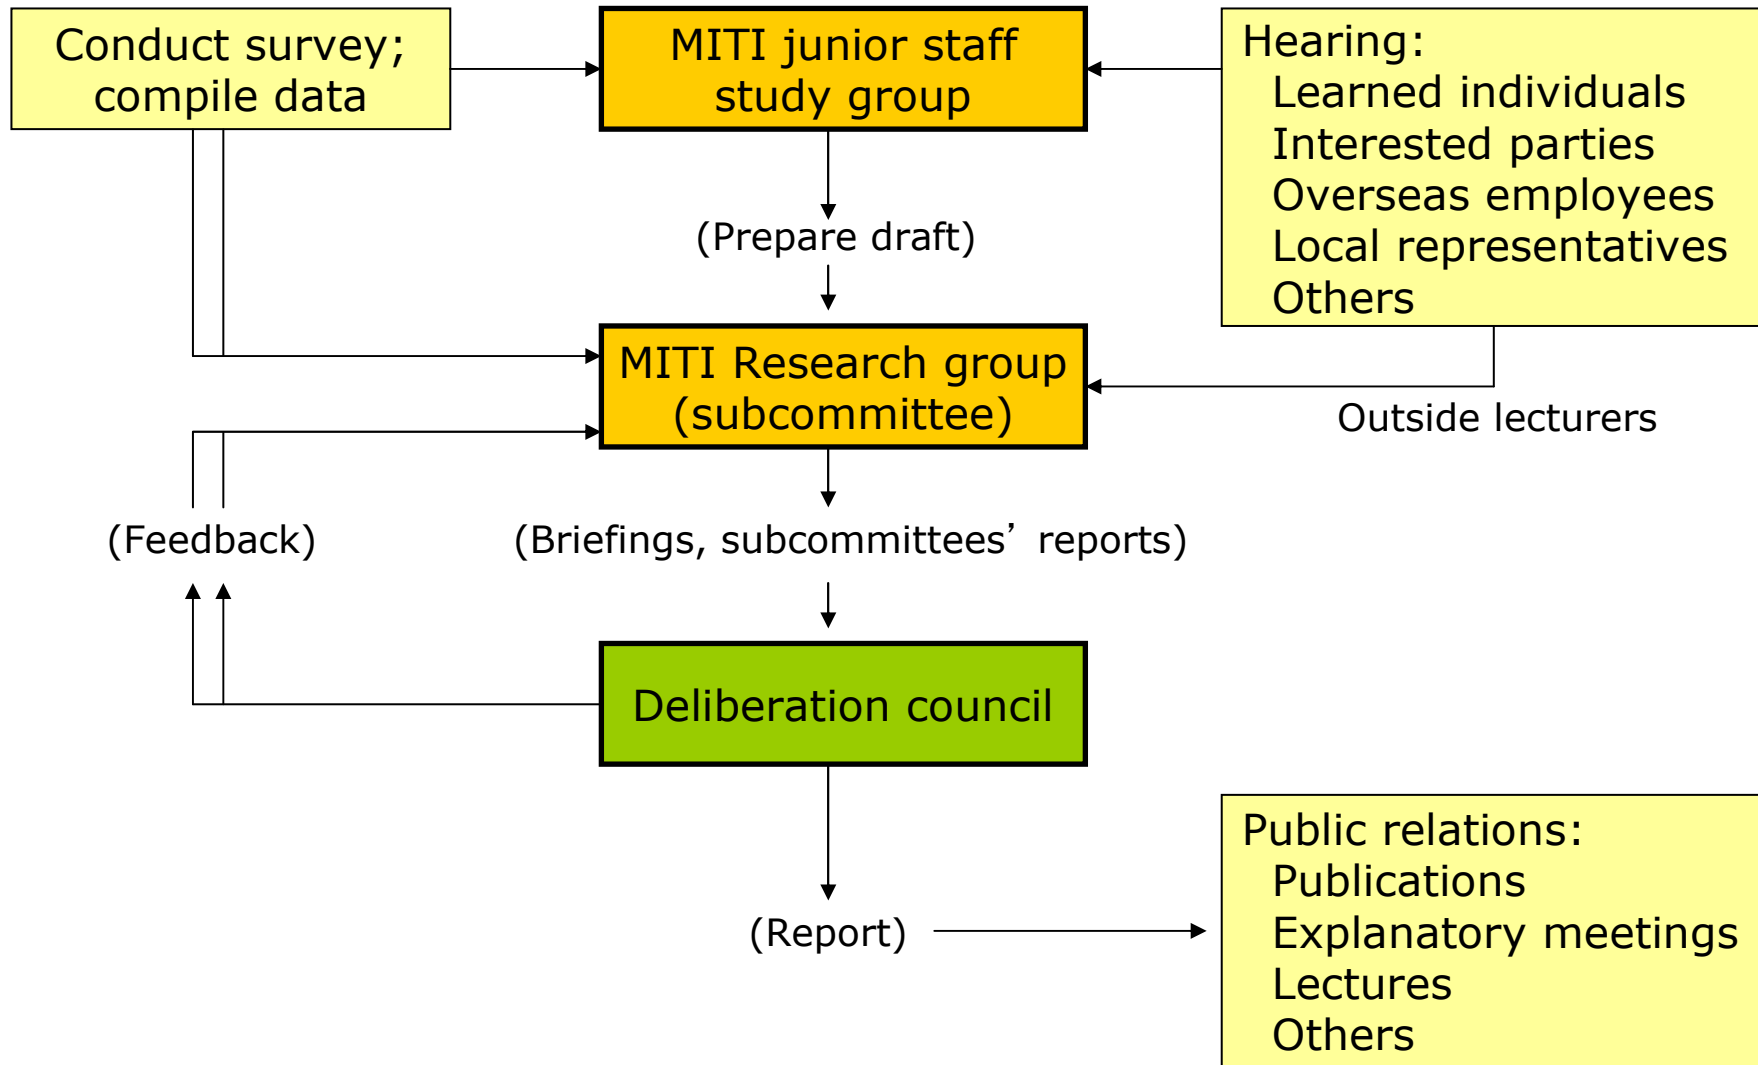 Conduct survey;
compile data
MITI junior staff
study group
Hearing:
Learned individuals
Interested parties
Overseas employees
Local representatives
Others
(Prepare draft)
MITI Research group
(subcommittee)
Outside lecturers
(Feedback)
(Briefings, subcommittees’ reports)
Deliberation council
(Report)
Public relations:
Publications
Explanatory meetings
Lectures
Others